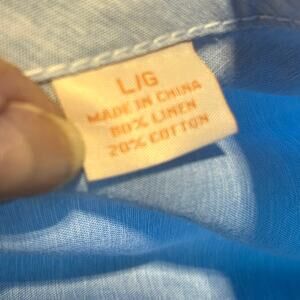 L/G
MADE IN CHINA
80% LINEN
20% COTTON